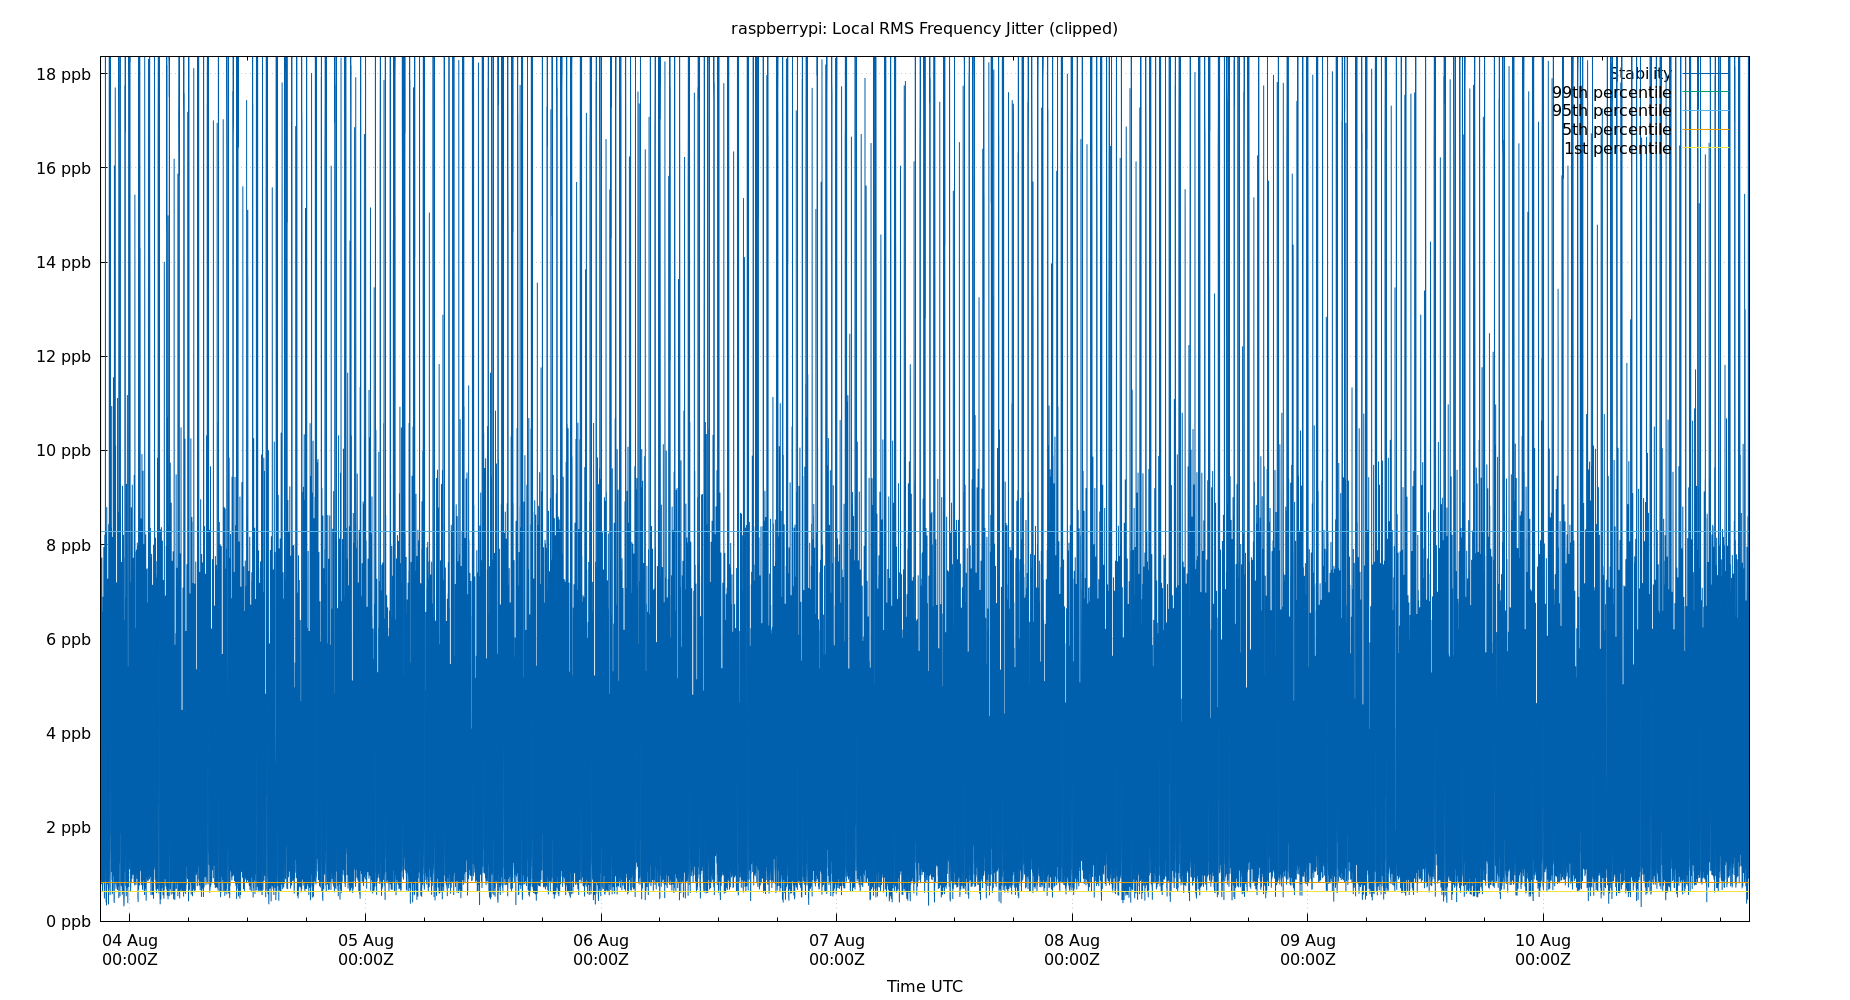 raspberrypi: Local RMS Frequency Jitter (clipped)
18 ppb
16 ppb
14 ppb
12 ppb
10 ppb
8 ppb
6 ppb
4 ppb
2 ppb
0 ppb
Stability
99th percentile
95th percentile
5th percentile
1st percentile
04 Aug 05 Aug 06 Aug 07 Aug 08 Aug 09 Aug 10 Aug
00:00Z 00:00Z 00:00Z 00:00Z 00:00Z 00:00Z 00:00Z
Time UTC